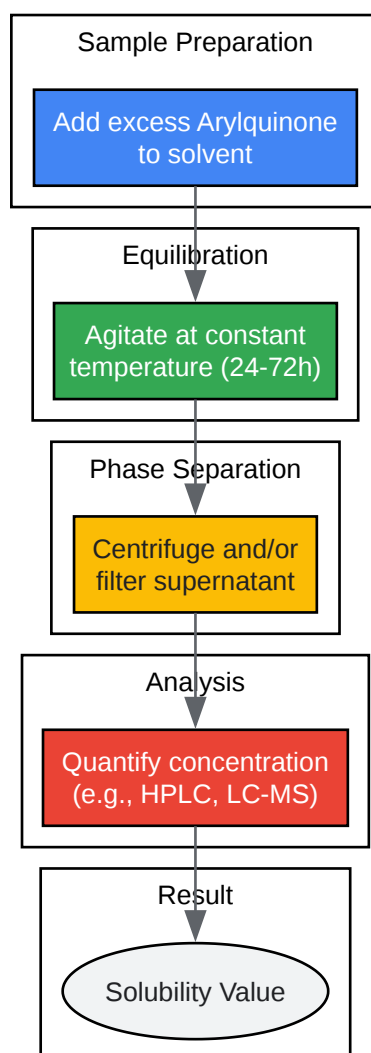 Sample Preparation
Add excess Arylquinone
to solvent
Equilibration
Agitate at constant
temperature (24-72h)
Phase Separation
Centrifuge and/or
filter supernatant
Analysis
Quantify concentration
(e.g., HPLC, LC-MS)
Result
Solubility Value